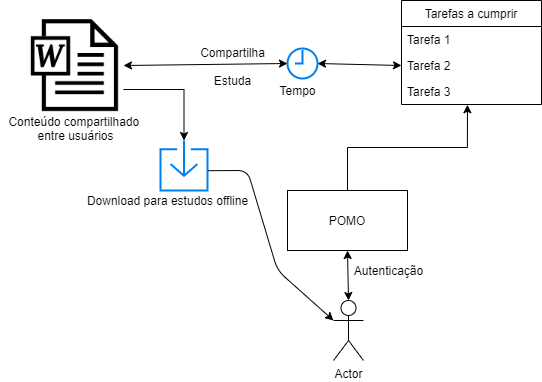 Tarefas a cumprir
Tarefa 1
Tarefa 2
Tarefa 3
Compartilha
Estuda
Tempo
W
Conteúdo compartilhado
entre usuários
Download para estudos offline
POMO
Autenticação
Actor